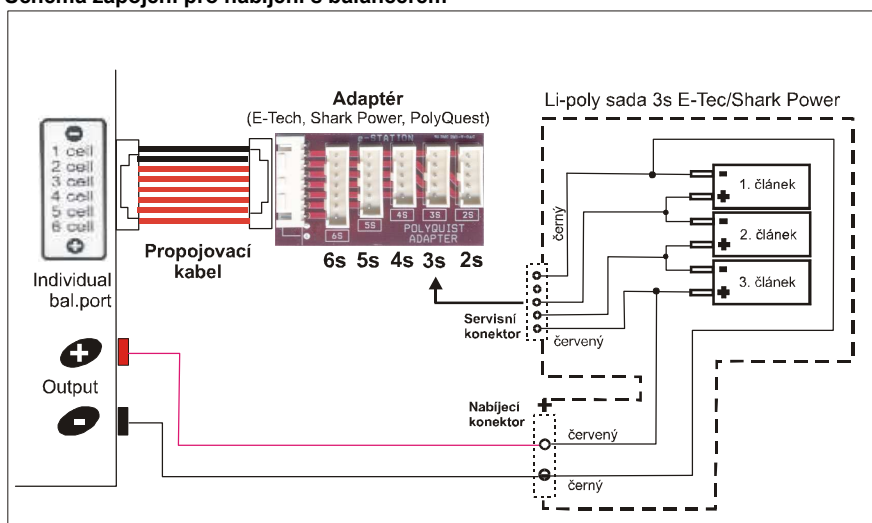 Schéma zapojení pro nabíjení s balancérem
Adaptér
(E-Tech, Shark Power, PolyQuest)
Li-poly sada 3s E-Tec/Shark Power
1 cell
2 cell
3 cell
4 cell
5 cell
6 cell
Individual
bal.port
Propojovací
kabel
e-STATION
6S
5S
4S
3S
2S
POLYQUIST
ADAPTER
6s 5s 4s 3s 2s
Servisní
konektor
černý
červený
- 1. článek
+
- 2. článek
+
- 3. článek
+
+
Output
-
Nabíjecí
konektor
+
červený
černý